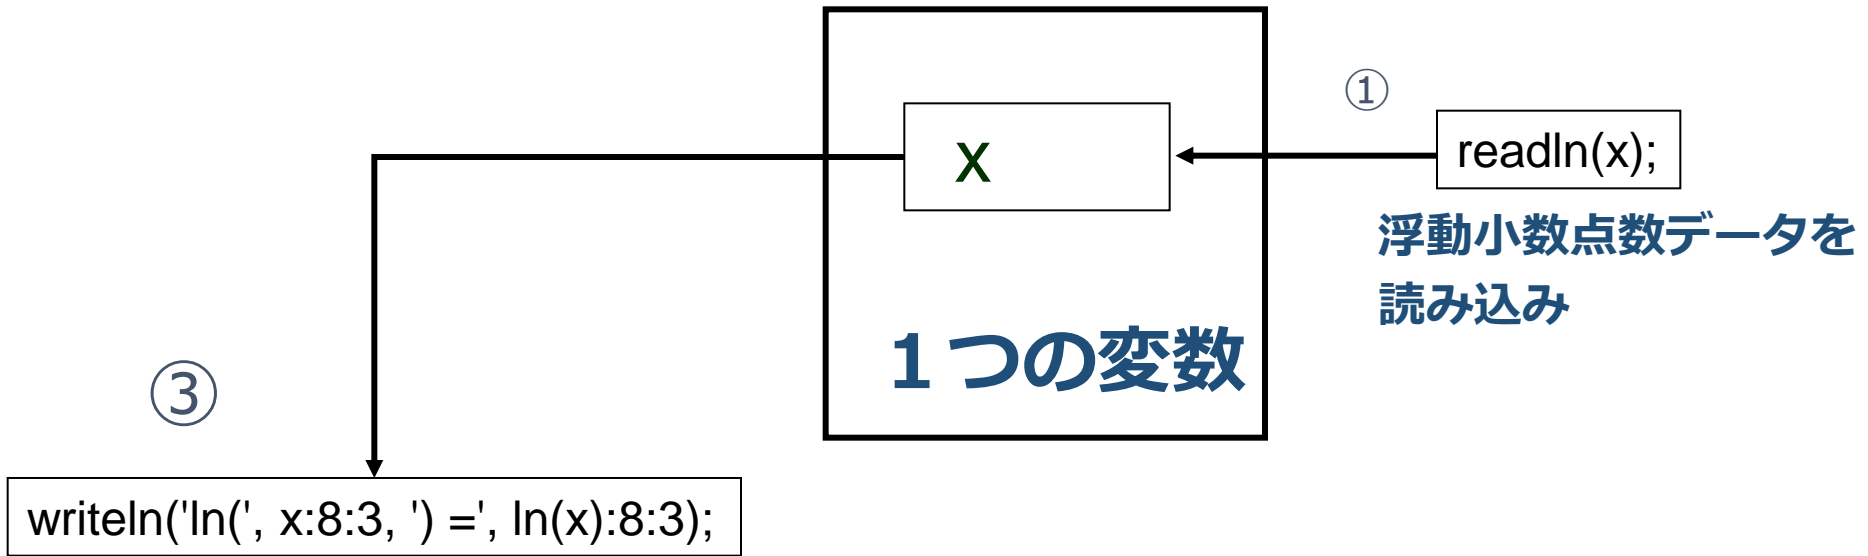 ①
readln(x);
x
浮動小数点数データを
読み込み
１つの変数
③
writeln('ln(', x:8:3, ') =', ln(x):8:3);